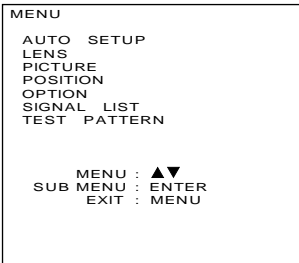 MENU
AUTO SETUP
LENS
PICTURE
POSITION
OPTION
SIGNAL LIST
TEST PATTERN
MENU : ▲▼
SUB MENU : ENTER
EXIT : MENU